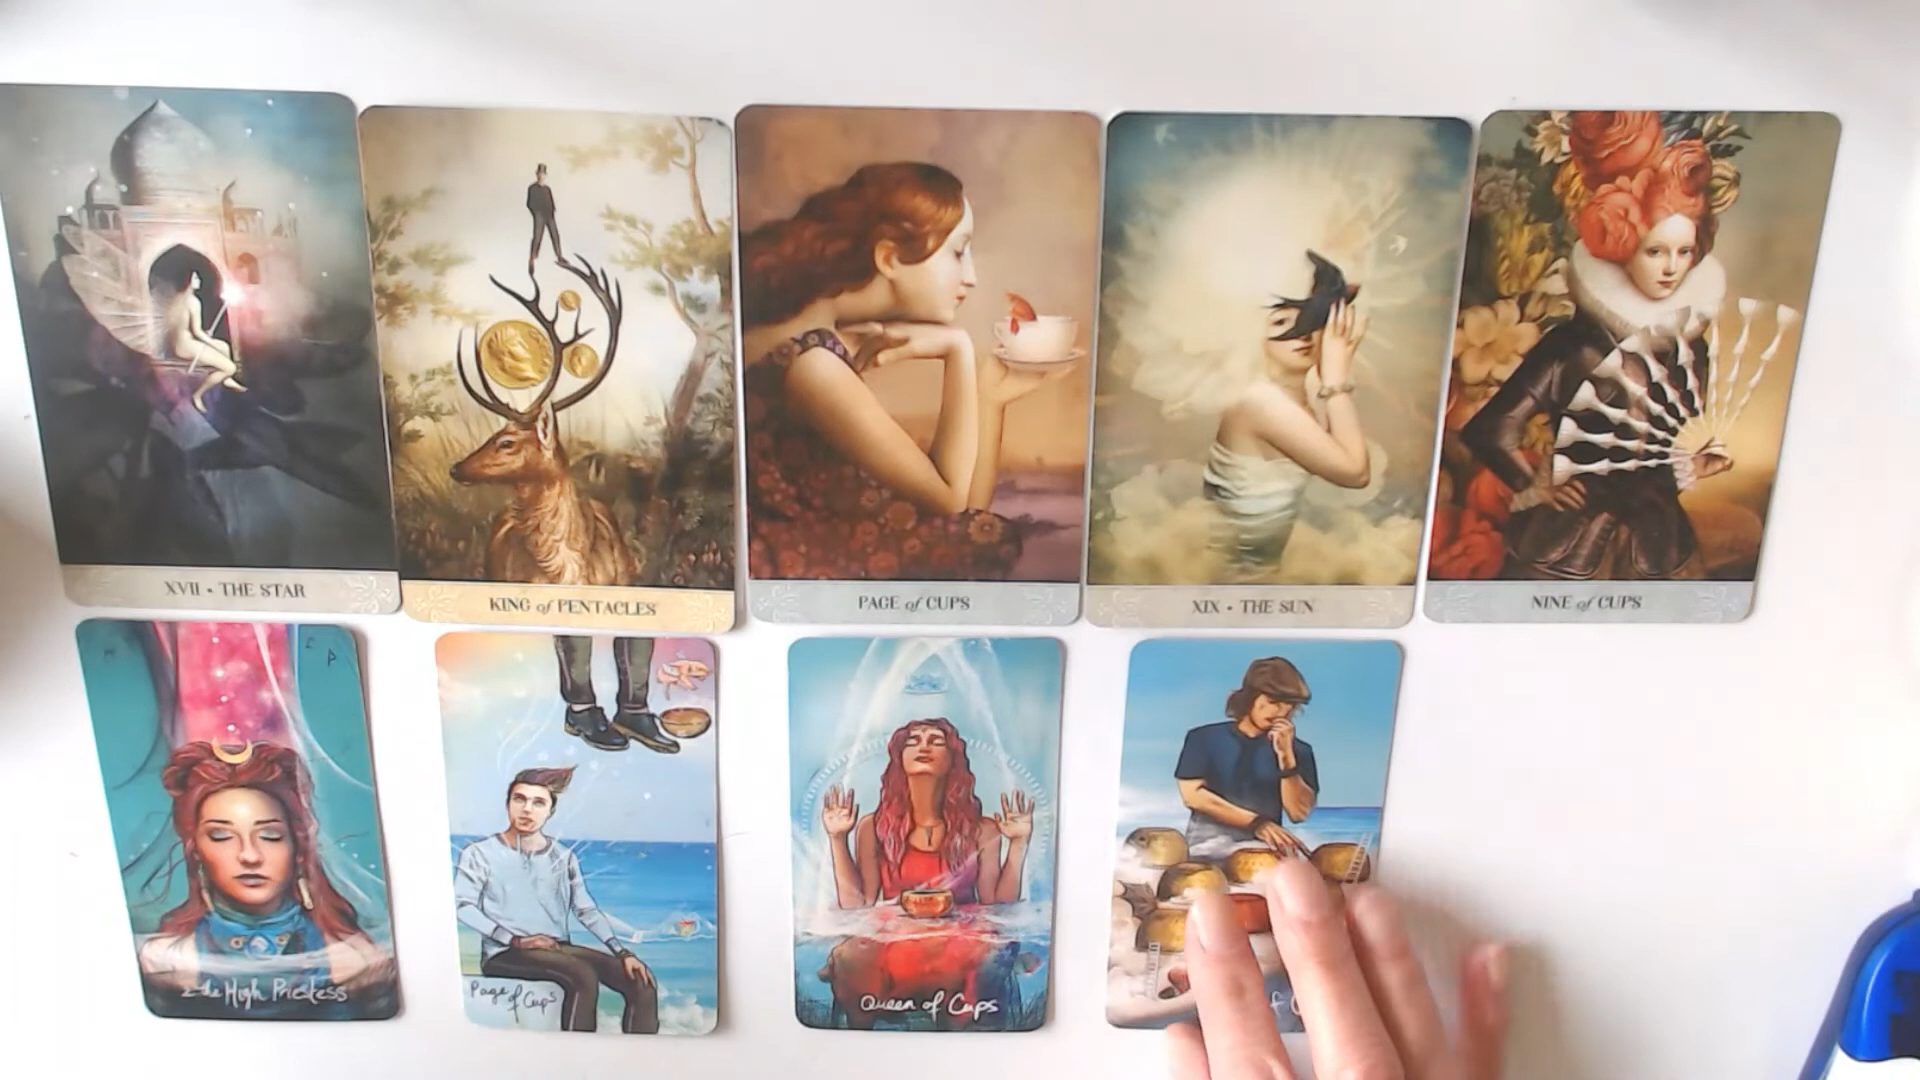 XVII • THE STAR
KING of PENTACLES
PAGE of CUPS
XIX • THE SUN
NINE of CUPS
2 the High Priestess
Page of Cups
Queen of Cups
of C